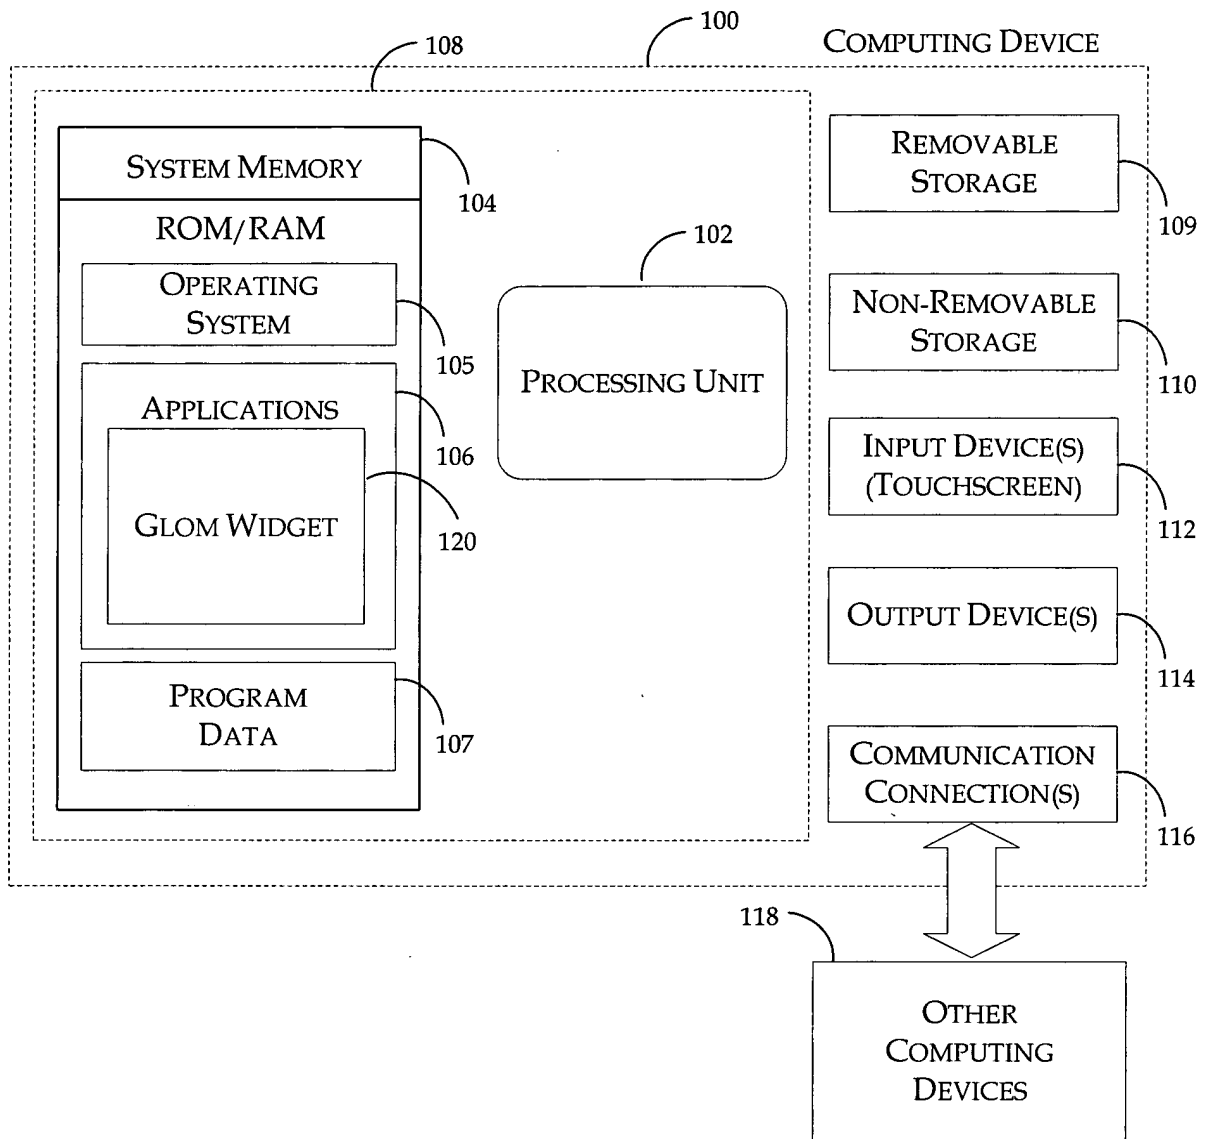 100
COMPUTING DEVICE
108
SYSTEM MEMORY
104
ROM/RAM
OPERATING
SYSTEM
105
APPLICATIONS
106
GLOM WIDGET
120
PROGRAM
DATA
107
102
PROCESSING UNIT
REMOVABLE
STORAGE
109
NON-REMOVABLE
STORAGE
110
INPUT DEVICE(S)
(TOUCHSCREEN)
112
OUTPUT DEVICE(S)
114
COMMUNICATION
CONNECTION(S)
116
118
OTHER
COMPUTING
DEVICES